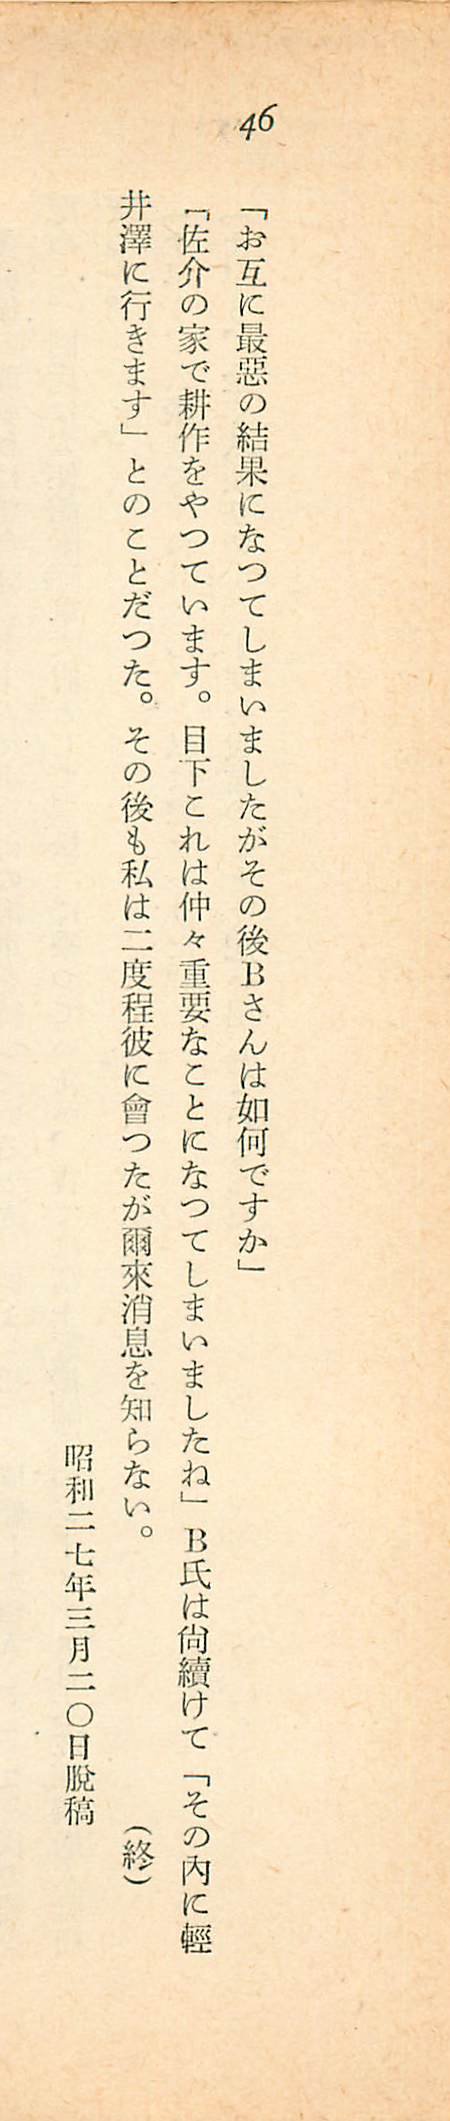 46
「お互に最惡の結果になつてしまいましたがその後Bさんは如何ですか」
「佐介の家で耕作をやつています。目下これは仲々重要なことになつてしまいましたね」B氏は尙續けて「その內に輕
井澤に行きます」とのことだつた。その後も私は二度程彼に會つたが爾來消息を知らない。
(終)
昭和二七年三月二〇日脫稿